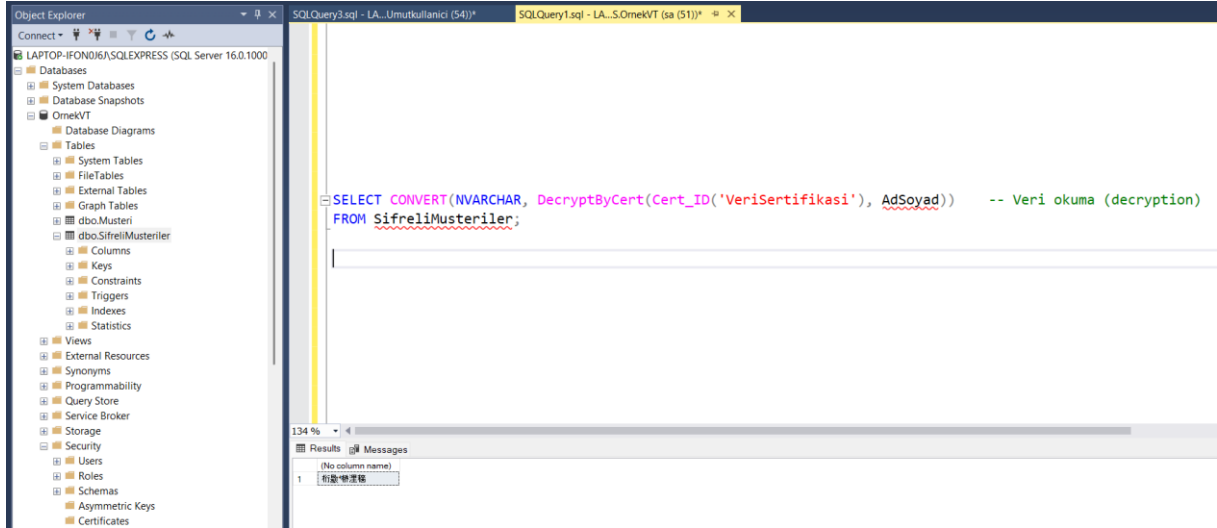 Object Explorer
SQLQuery3.sql - LA...Umutkullanici (54))*
SQLQuery1.sql - LA...S.OrnekVT (sa (51))*
Connect
LAPTOP-IFON0J6J\SQLEXPRESS (SQL Server 16.0.1000
Databases
System Databases
Database Snapshots
OrnekVT
Database Diagrams
Tables
System Tables
FileTables
External Tables
Graph Tables
dbo.Musteri
dbo.SifreliMusteriler
Columns
Keys
Constraints
Triggers
Indexes
Statistics
Views
External Resources
Synonyms
Programmability
Query Store
Service Broker
Storage
Security
Users
Roles
Schemas
Asymmetric Keys
Certificates
SELECT CONVERT(NVARCHAR, DecryptByCert(Cert_ID('VeriSertifikasi'), AdSoyad)) -- Veri okuma (decryption)
FROM SifreliMusteriler;
134 %
Results Messages
(No column name)
1